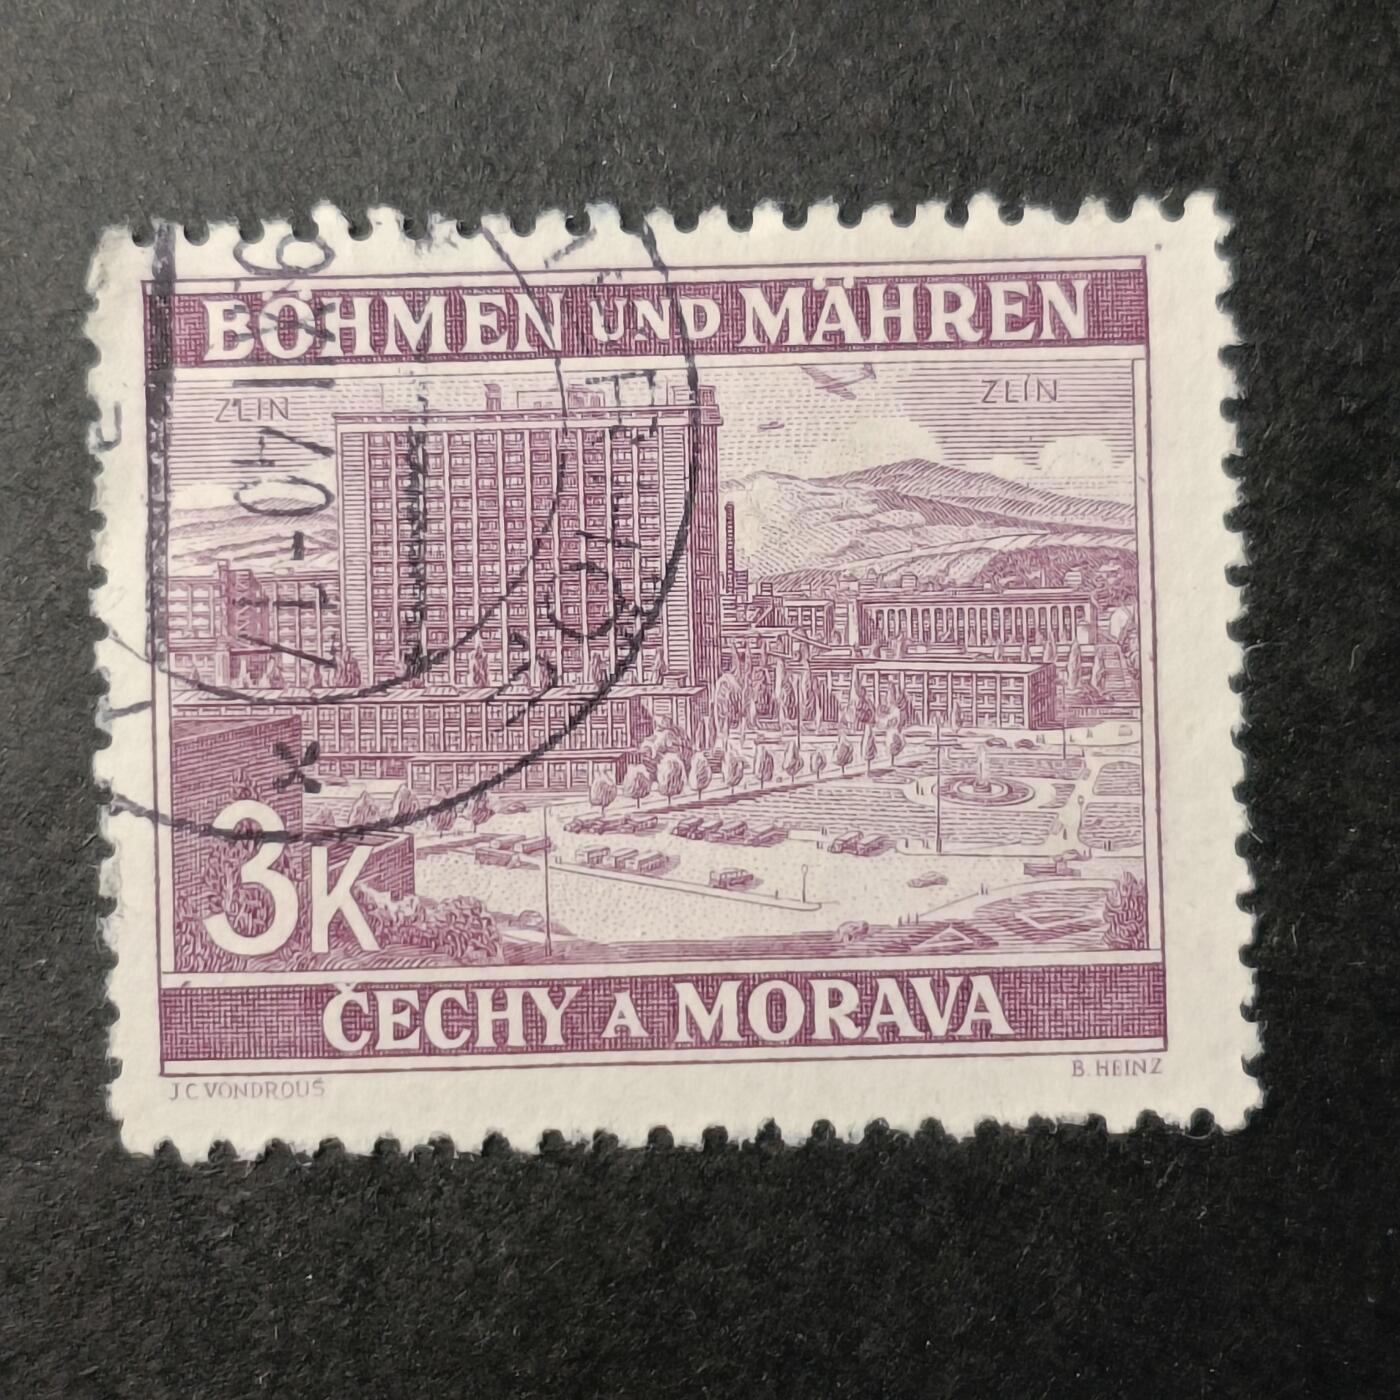 BÖHMEN UND MÄHREN
ZLÍN
ZLÍN
3K
ČECHY A MORAVA
J.C.VONDROUŠ
B. HEINZ